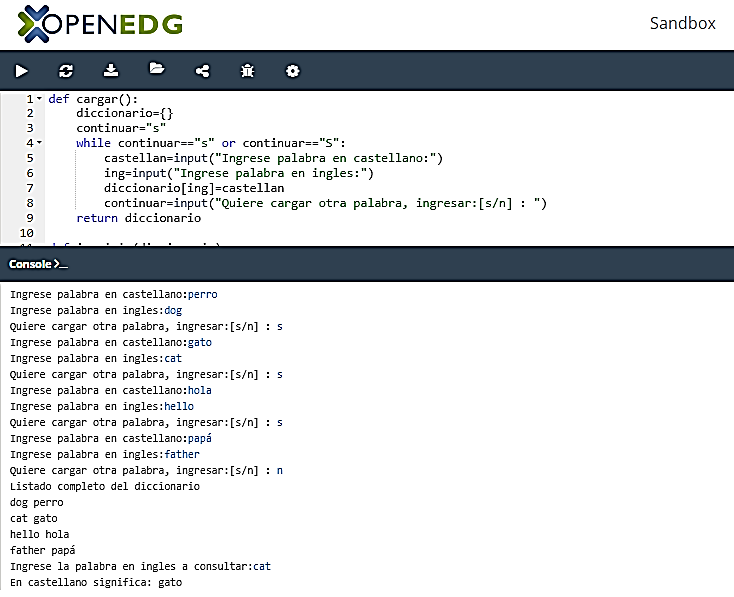 OPENEDG
Sandbox
1 def cargar():
2 diccionario={}
3 continuar="s"
4 while continuar=="s" or continuar=="S":
5 castellan=input("Ingrese palabra en castellano:")
6 ing=input("Ingrese palabra en ingles:")
7 diccionario[ing]=castellan
8 continuar=input("Quiere cargar otra palabra, ingresar:[s/n] : ")
9 return diccionario
10
Console >_
Ingrese palabra en castellano:perro
Ingrese palabra en ingles:dog
Quiere cargar otra palabra, ingresar:[s/n] : s
Ingrese palabra en castellano:gato
Ingrese palabra en ingles:cat
Quiere cargar otra palabra, ingresar:[s/n] : s
Ingrese palabra en castellano:hola
Ingrese palabra en ingles:hello
Quiere cargar otra palabra, ingresar:[s/n] : s
Ingrese palabra en castellano:papá
Ingrese palabra en ingles:father
Quiere cargar otra palabra, ingresar:[s/n] : n
Listado completo del diccionario
dog perro
cat gato
hello hola
father papá
Ingrese la palabra en ingles a consultar:cat
En castellano significa: gato